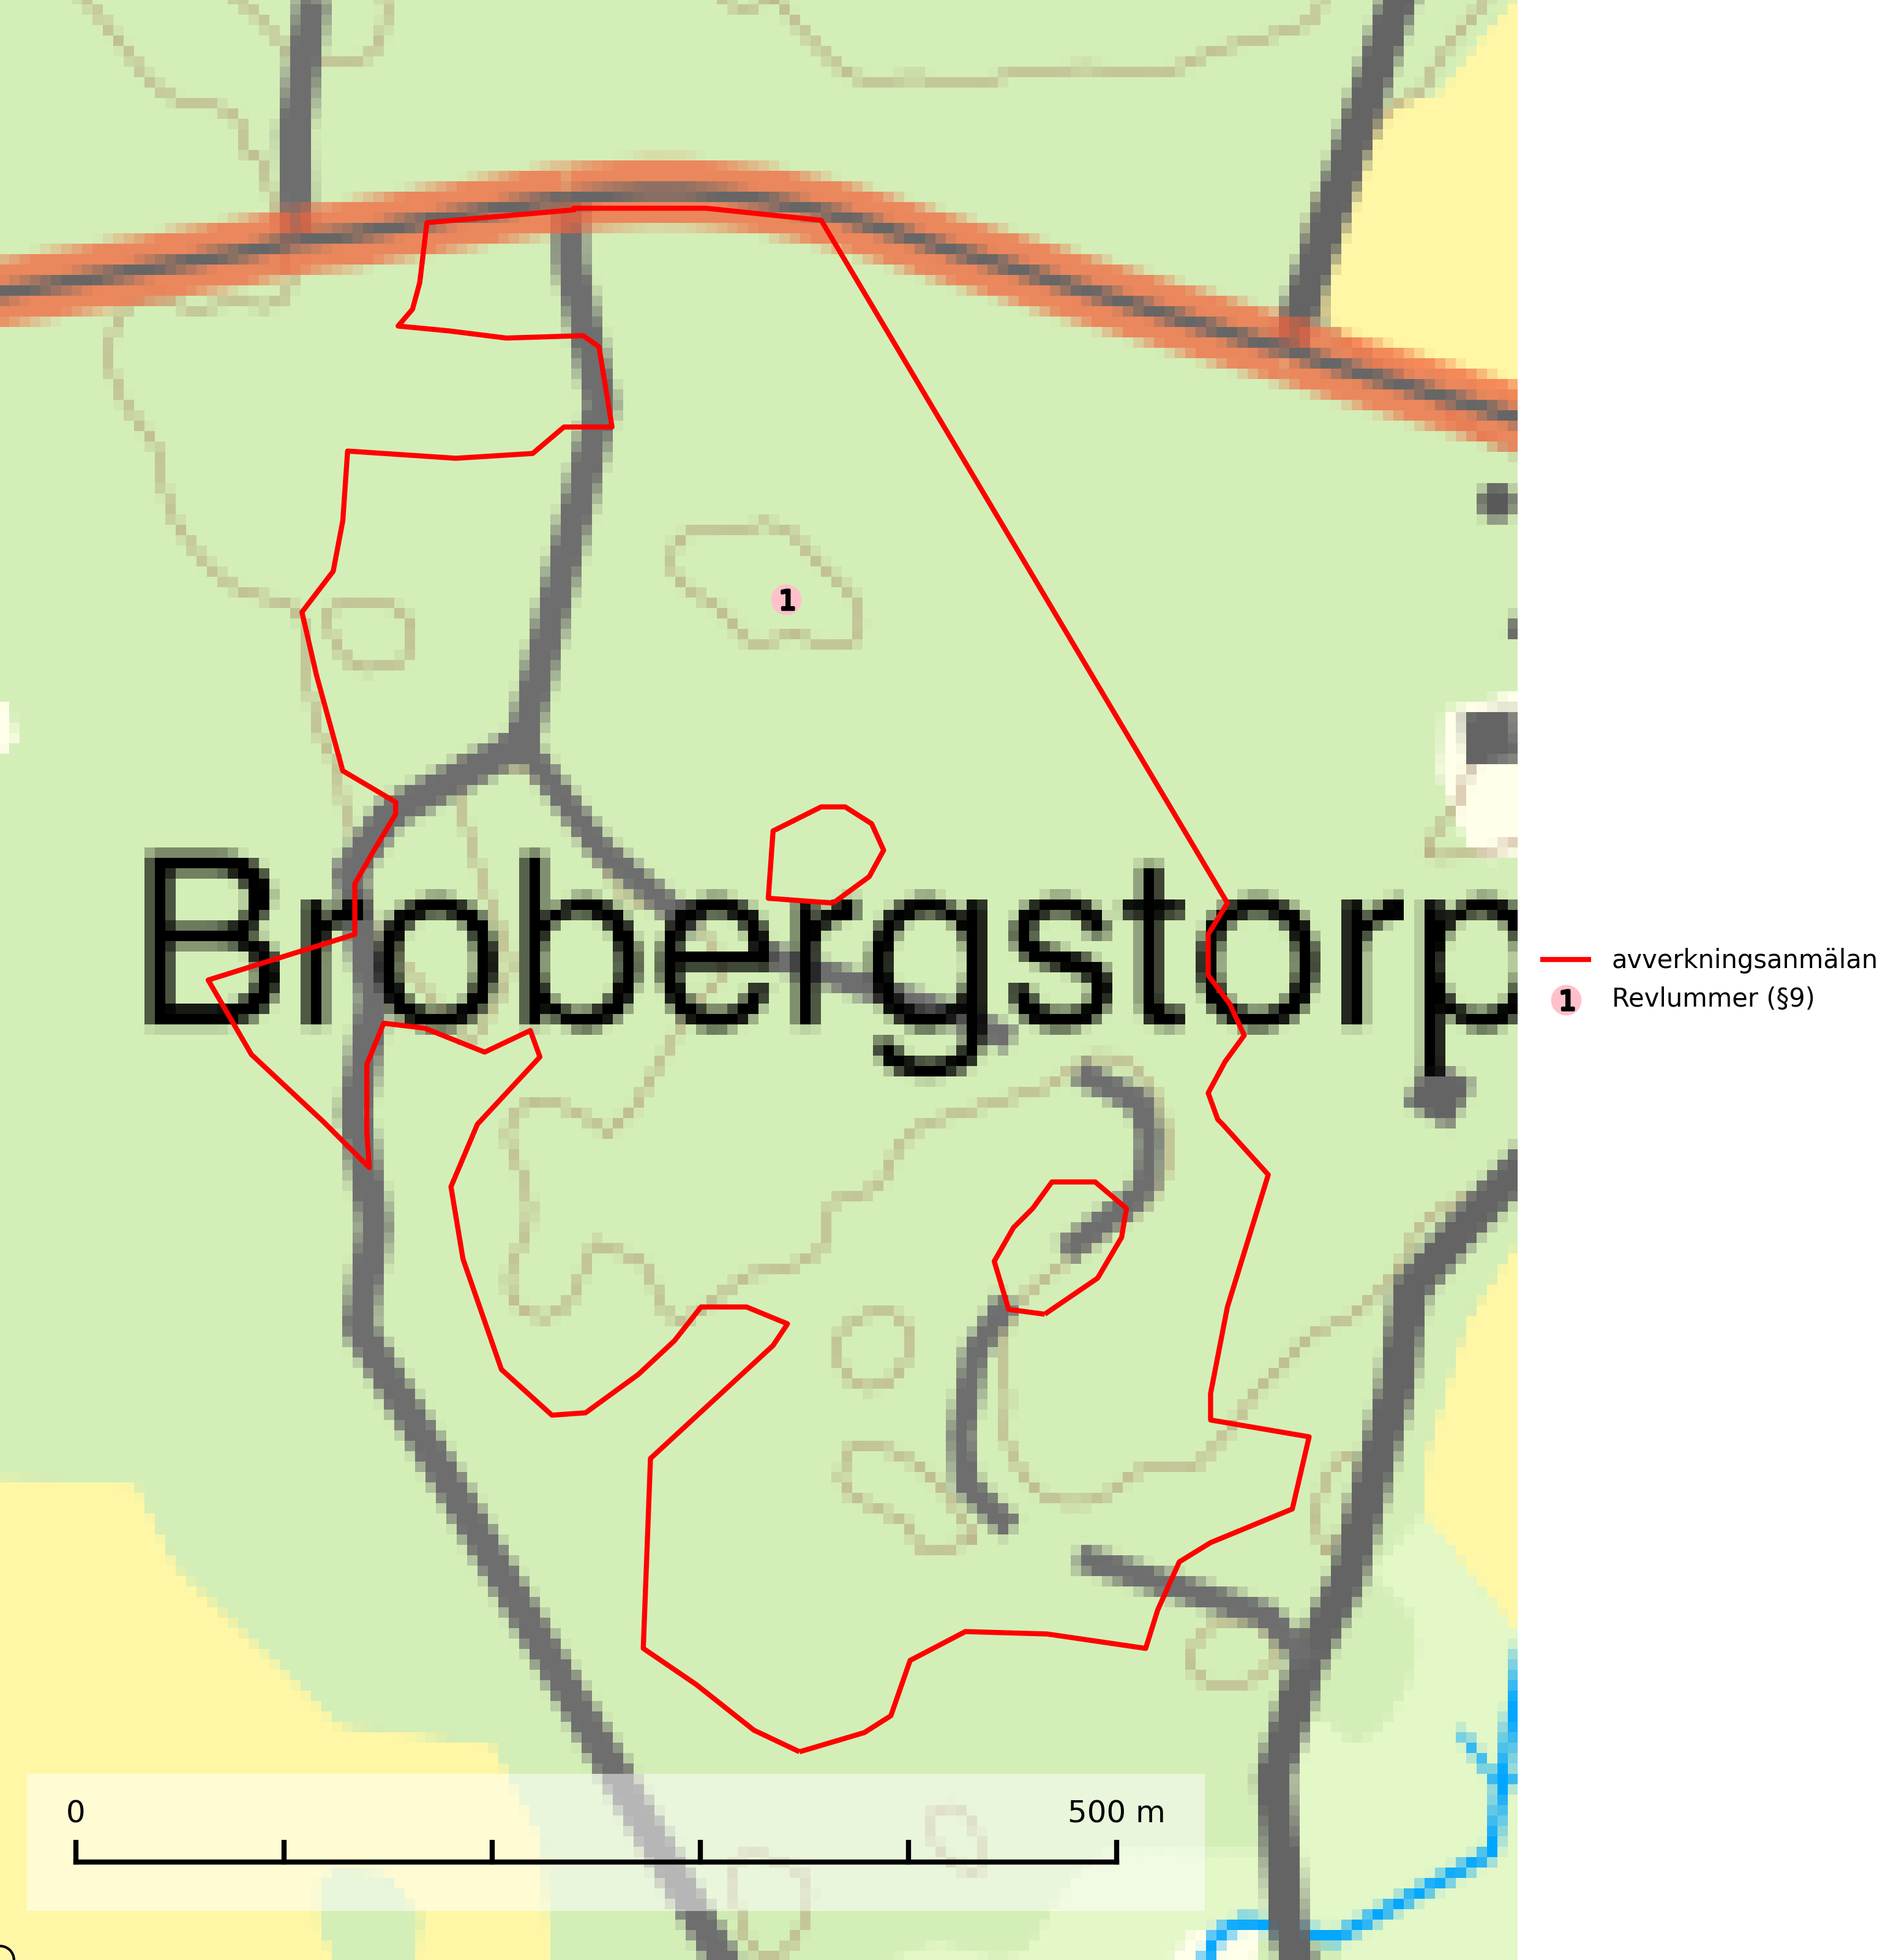 1
Brobergstorp
avverkningsanmälan
1 Revlummer (§9)
0 500 m